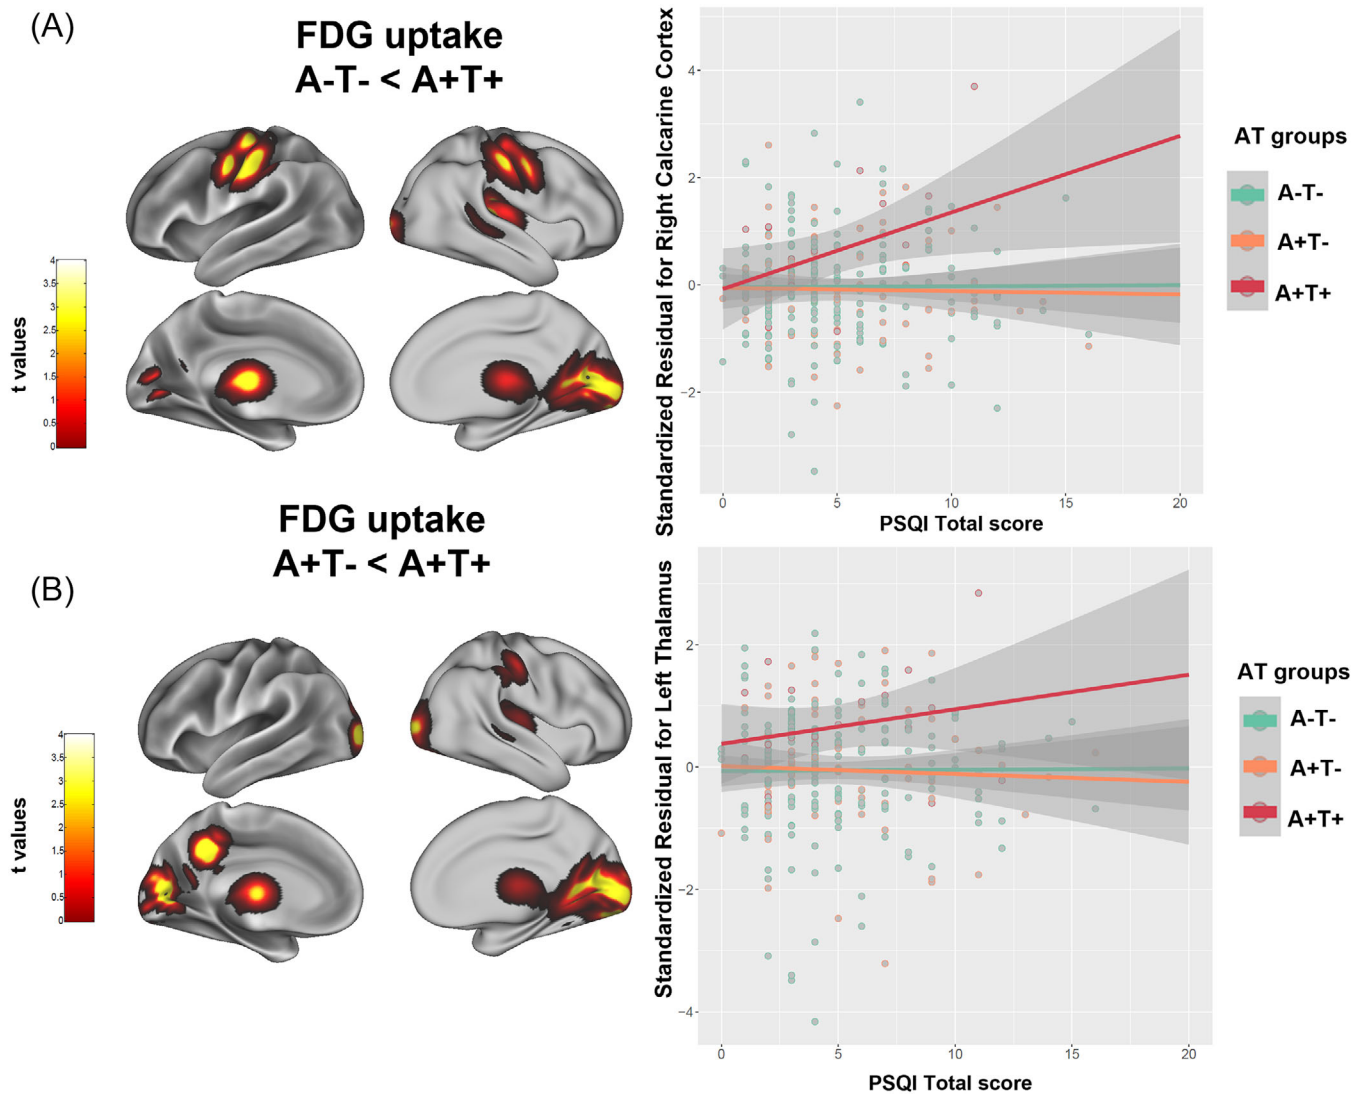 (A)
FDG uptake
A-T- < A+T+
t values
4
3.5
3
2.5
2
1.5
1
0.5
0
Standardized Residual for Right Calcarine Cortex
4
2
0
−2
0
5
10
15
20
PSQI Total score
AT groups
A-T-
A+T-
A+T+
(B)
FDG uptake
A+T- < A+T+
t values
4
3.5
3
2.5
2
1.5
1
0.5
0
Standardized Residual for Left Thalamus
2
0
−2
−4
0
5
10
15
20
PSQI Total score
AT groups
A-T-
A+T-
A+T+